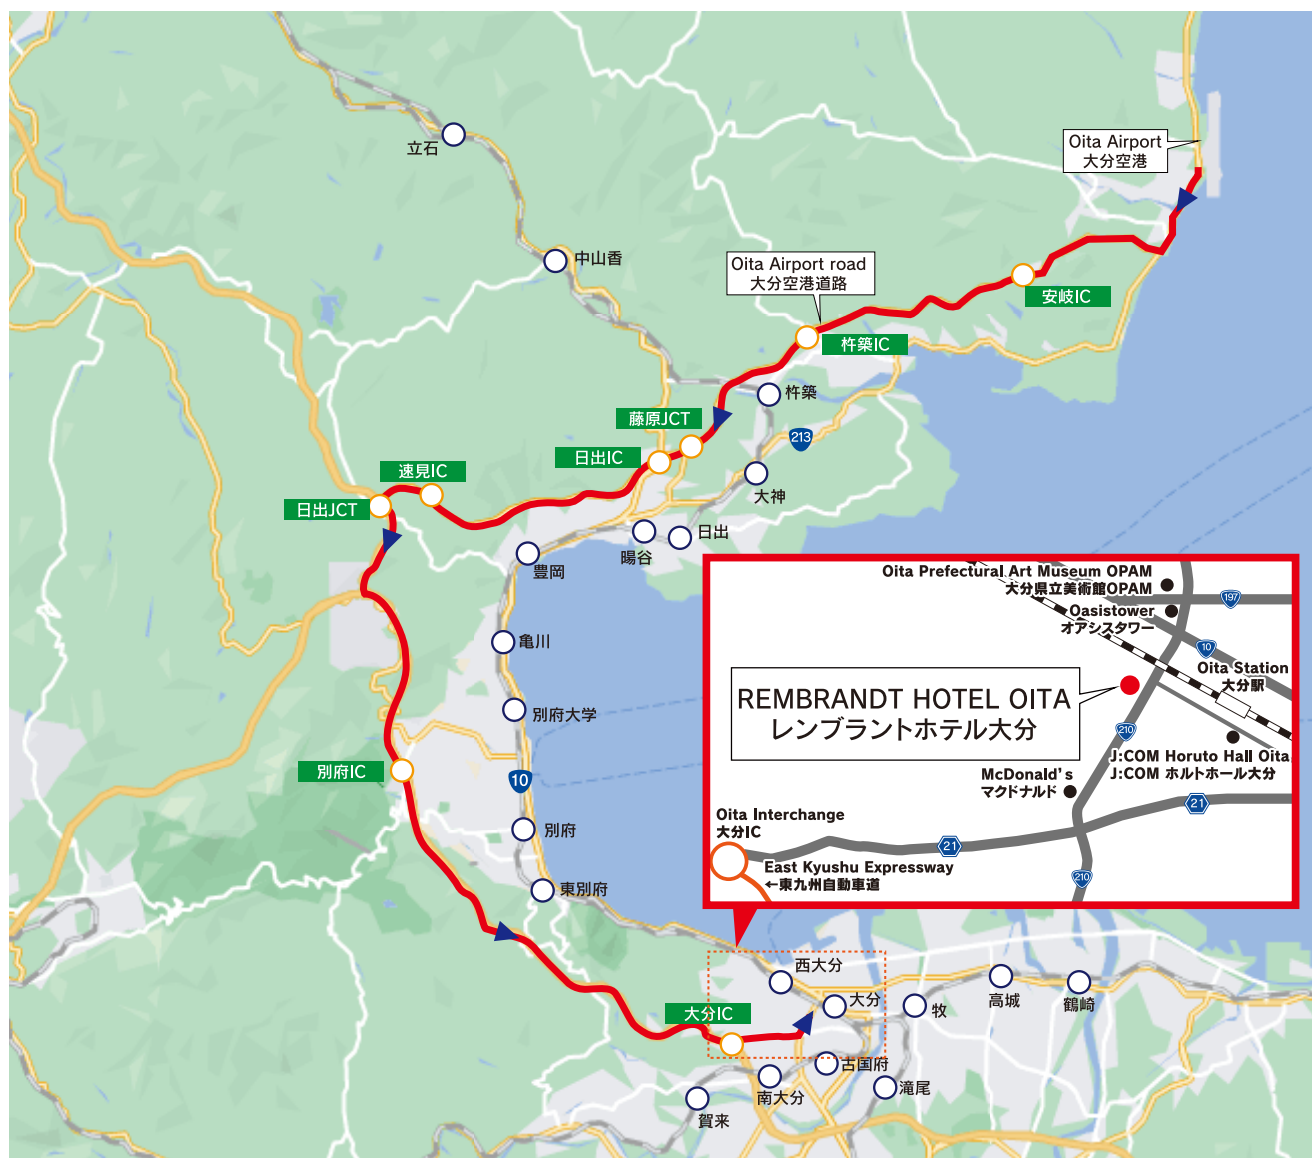 Oita Airport
大分空港
立石
中山香
Oita Airport road
大分空港道路
安岐IC
杵築IC
杵築
藤原JCT
213
日出IC
速見IC
大神
日出JCT
日出
陽谷
豊岡
亀川
別府大学
別府IC
10
別府
東別府
Oita Prefectural Art Museum OPAM
大分県立美術館OPAM
197
Oasistower
オアシスタワー
10
Oita Station
大分駅
REMBRANDT HOTEL OITA
レンブラントホテル大分
210
J:COM Horuto Hall Oita
J:COM ホルトホール大分
McDonald's
マクドナルド
21
Oita Interchange
大分IC
21
East Kyushu Expressway
←東九州自動車道
210
西大分
大分
大分IC
牧
高城
鶴崎
古国府
南大分
滝尾
賀来